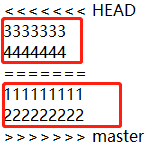 <<<<<<< HEAD
3333333
4444444
=======
111111111
222222222
>>>>>>> master